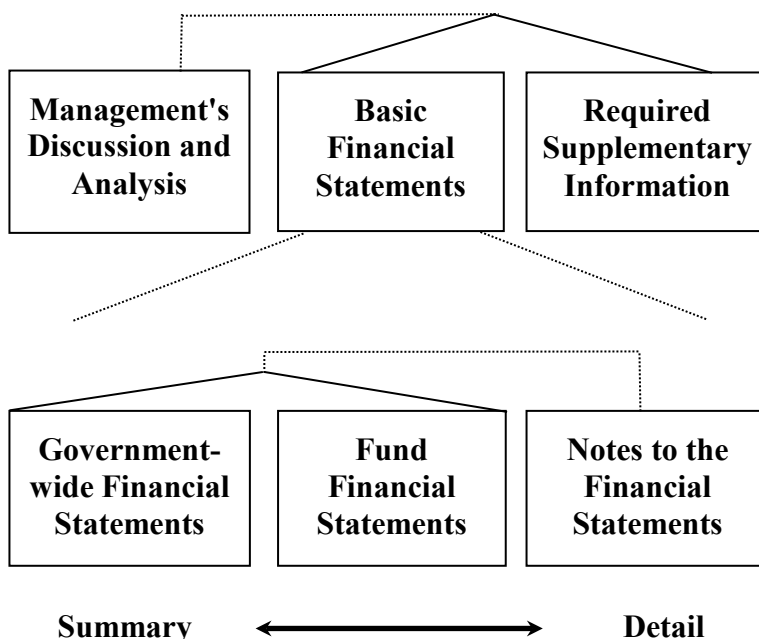 Management's
Discussion and
Analysis
Basic
Financial
Statements
Required
Supplementary
Information
Government-
wide Financial
Statements
Fund
Financial
Statements
Notes to the
Financial
Statements
Summary
Detail